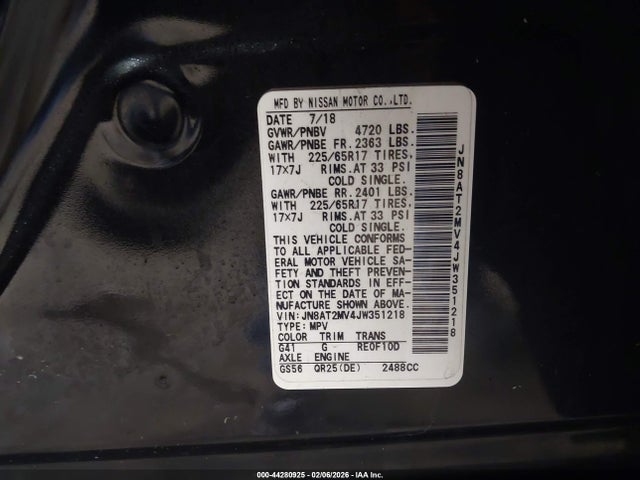 MFD BY NISSAN MOTOR CO.,LTD.
DATE 7/18
GVWR/PNBV 4720 LBS.
GAWR/PNBE FR. 2363 LBS.
WITH 225/65R17 TIRES,
17×7J RIMS.AT 33 PSI
COLD SINGLE.
GAWR/PNBE RR. 2401 LBS.
WITH 225/65R17 TIRES,
17×7J RIMS.AT 33 PSI
COLD SINGLE.
THIS VEHICLE CONFORMS
TO ALL APPLICABLE FED-
ERAL MOTOR VEHICLE SA-
FETY AND THEFT PREVEN-
TION STANDARDS IN EFF-
ECT ON THE DATE OF MA-
NUFACTURE SHOWN ABOVE.
VIN: JN8AT2MV4JW351218
TYPE: MPV
COLOR TRIM TRANS
G41 G RE0F10D
AXLE ENGINE
GS56 QR25(DE) 2488CC
JN8AT2MV4JW351218
000-44280925 - 02/06/2026 - IAA Inc.